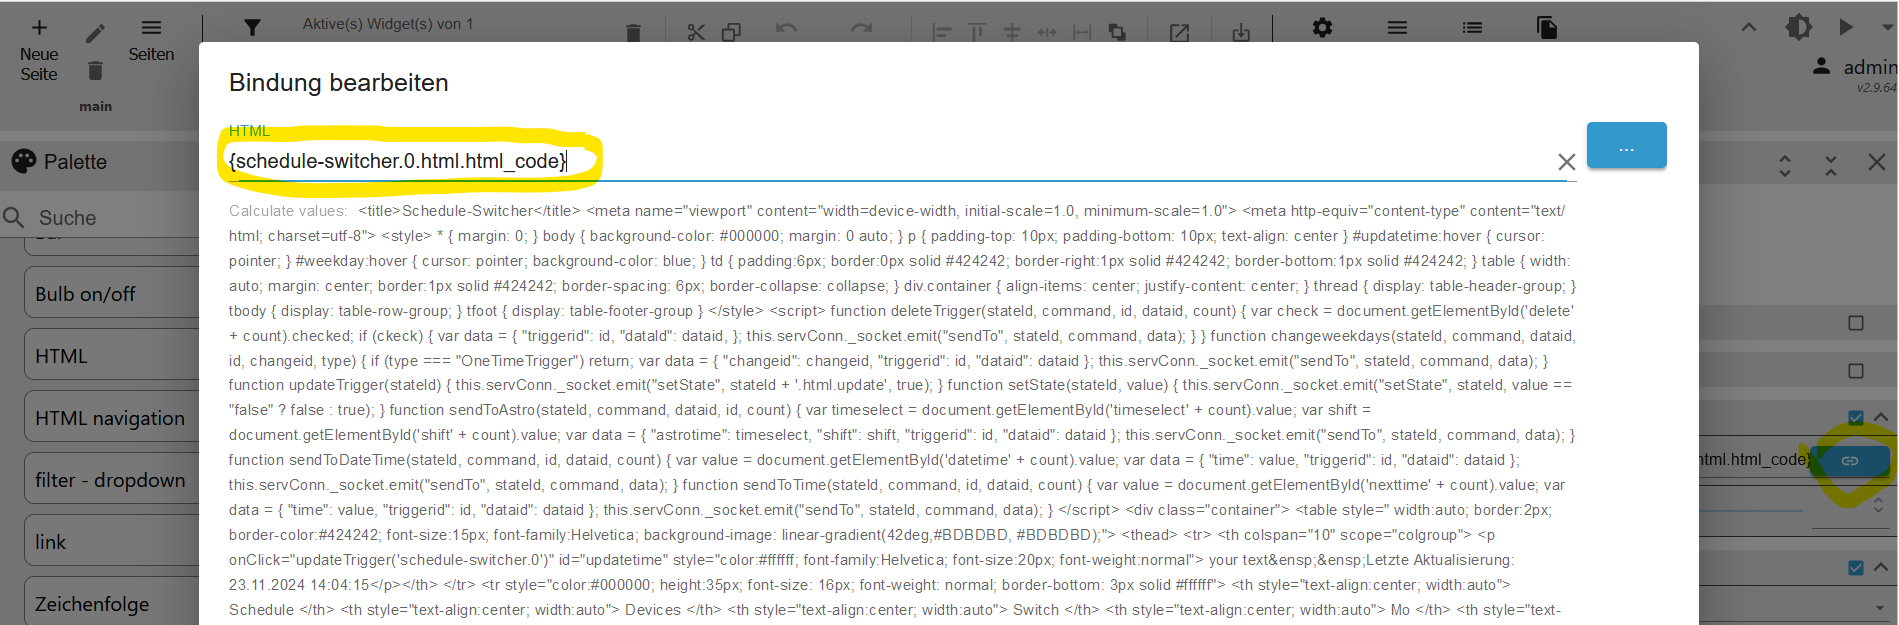 Aktive(s) Widget(s) von 1
Neue
Seite
Seiten
main
admin
v2.9.64
Palette
Suche
Bulb on/off
HTML
HTML navigation
filter - dropdown
link
Zeichenfolge
Bindung bearbeiten
HTML
{schedule-switcher.0.html.html_code}
...
Calculate values: <title>Schedule-Switcher</title> <meta name="viewport" content="width=device-width, initial-scale=1.0, minimum-scale=1.0"> <meta http-equiv="content-type" content="text/
html; charset=utf-8"> <style> * { margin: 0; } body { background-color: #000000; margin: 0 auto; } p { padding-top: 10px; padding-bottom: 10px; text-align: center } #updatetime:hover { cursor:
pointer; } #weekday:hover { cursor: pointer; background-color: blue; } td { padding:6px; border:0px solid #424242; border-right:1px solid #424242; border-bottom:1px solid #424242; } table { width:
auto; margin: center; border:1px solid #424242; border-spacing: 6px; border-collapse: collapse; } div.container { align-items: center; justify-content: center; } thread { display: table-header-group; }
tbody { display: table-row-group; } tfoot { display: table-footer-group } </style> <script> function deleteTrigger(stateId, command, id, dataid, count) { var check = document.getElementById('delete'
+ count).checked; if (ckeck) { var data = { "triggerid": id, "dataId": dataid, }; this.servConn._socket.emit("sendTo", stateId, command, data); } } function changeweekdays(stateId, command, dataid,
id, changeid, type) { if (type === "OneTimeTrigger") return; var data = { "changeid": changeid, "triggerid": id, "dataid": dataid }; this.servConn._socket.emit("sendTo", stateId, command, data); }
function updateTrigger(stateId) { this.servConn._socket.emit("setState", stateId + '.html.update', true); } function setState(stateId, value) { this.servConn._socket.emit("setState", stateId, value ==
"false" ? false : true); } function sendToAstro(stateId, command, dataid, id, count) { var timeselect = document.getElementById('timeselect' + count).value; var shift =
document.getElementById('shift' + count).value; var data = { "astrotime": timeselect, "shift": shift, "triggerid": id, "dataid": dataid }; this.servConn._socket.emit("sendTo", stateId, command, data); }
function sendToDateTime(stateId, command, id, dataid, count) { var value = document.getElementById('datetime' + count).value; var data = { "time": value, "triggerid": id, "dataid": dataid };
this.servConn._socket.emit("sendTo", stateId, command, data); } function sendToTime(stateId, command, id, dataid, count) { var value = document.getElementById('nexttime' + count).value; var
data = { "time": value, "triggerid": id, "dataid": dataid }; this.servConn._socket.emit("sendTo", stateId, command, data); } </script> <div class="container"> <table style=" width:auto; border:2px;
border-color:#424242; font-size:15px; font-family:Helvetica; background-image: linear-gradient(42deg,#BDBDBD, #BDBDBD);"> <thead> <tr> <th colspan="10" scope="colgroup"> <p
onClick="updateTrigger('schedule-switcher.0')" id="updatetime" style="color:#ffffff; font-family:Helvetica; font-size:20px; font-weight:normal"> your text&ensp;&ensp;Letzte Aktualisierung:
23.11.2024 14:04:15</p></th> </tr> <tr style="color:#000000; height:35px; font-size: 16px; font-weight: normal; border-bottom: 3px solid #ffffff"> <th style="text-align:center; width:auto">
Schedule </th> <th style="text-align:center; width:auto"> Devices </th> <th style="text-align:center; width:auto"> Switch </th> <th style="text-align:center; width:auto"> Mo </th> <th style="text-
html.html_code}